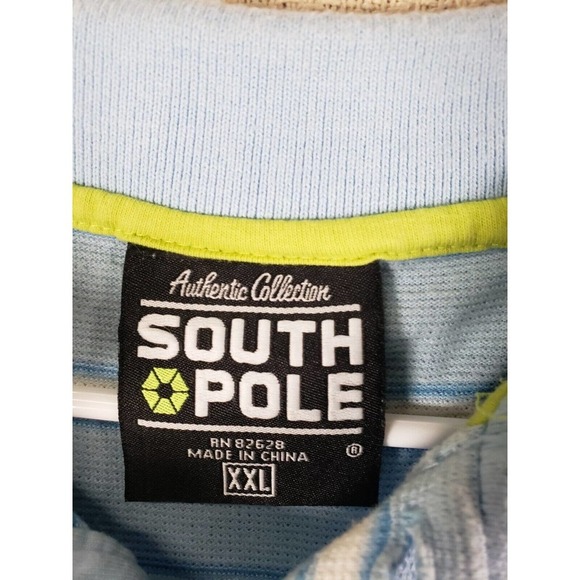 Authentic Collection
SOUTH
POLE
RN 82628
MADE IN CHINA ®
XXL